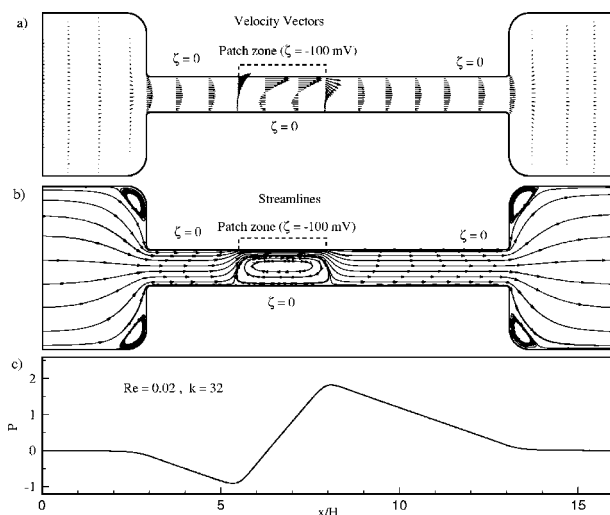 a)
Velocity Vectors
ζ = 0
Patch zone (ζ = -100 mV)
ζ = 0
ζ = 0
b)
Streamlines
ζ = 0
Patch zone (ζ = -100 mV)
ζ = 0
ζ = 0
c)
Re = 0.02 , k = 32
P
2
1
0
-1
0 5 10 15
x/H